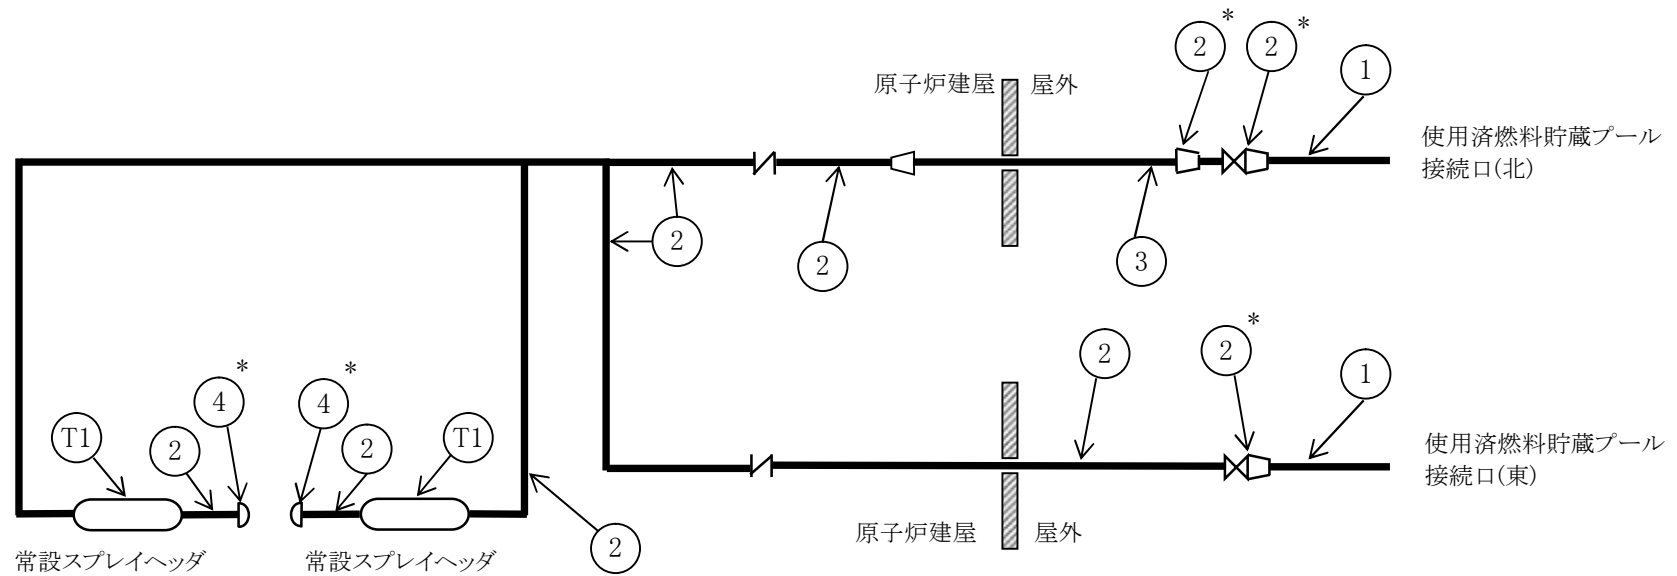 2*
2*
1
原子炉建屋
屋外
使用済燃料貯蔵プール
接続口(北)
2
2
3
2
2*
1
4*
4*
T1
2
2
T1
使用済燃料貯蔵プール
接続口(東)
原子炉建屋
屋外
2
常設スプレイヘッダ
常設スプレイヘッダ